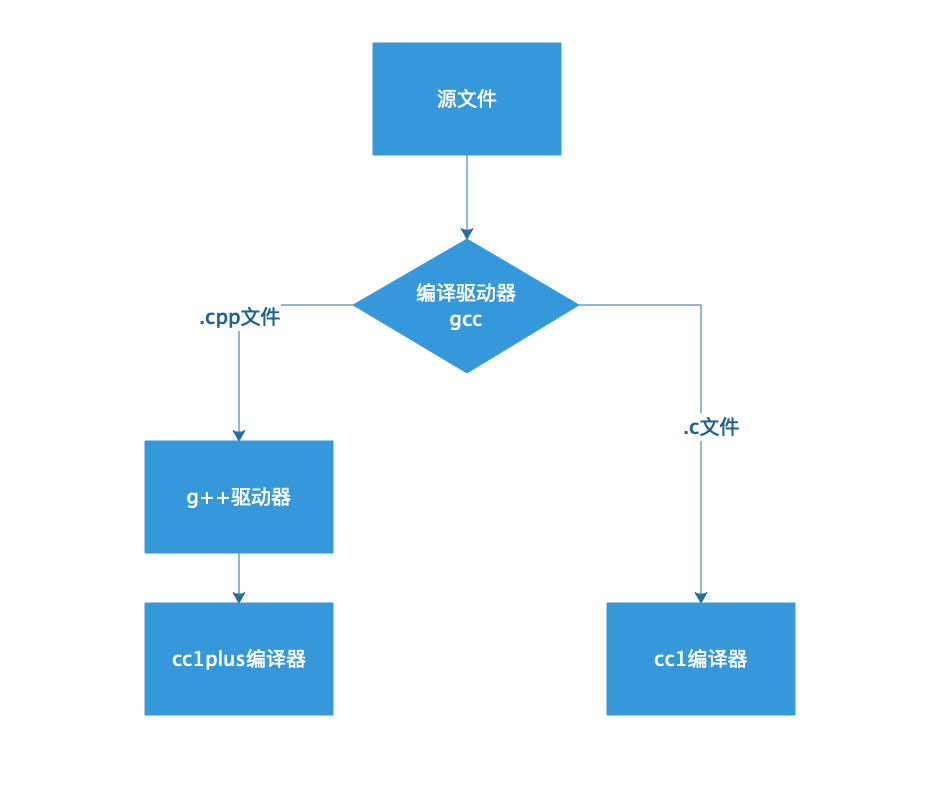 源文件
编译驱动器
gcc
.cpp文件
.c文件
g++驱动器
cc1plus编译器
cc1编译器